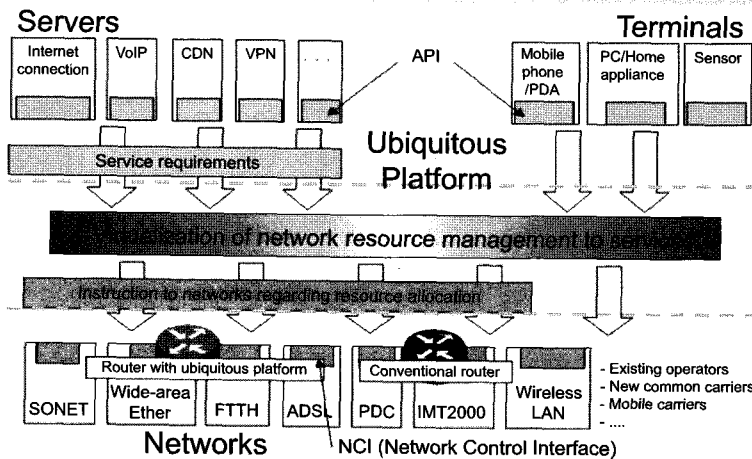 Servers
Terminals
Internet
connection
VoIP
CDN
VPN
. . . .
API
Mobile
phone
/PDA
PC/Home
appliance
Sensor
Ubiquitous
Platform
Service requirements
of network resource management to
Instruction to networks regarding resource allocation
Router with ubiquitous platform
Conventional router
SONET
Wide-area
Ether
FTTH
ADSL
PDC
IMT2000
Wireless
LAN
- Existing operators
- New common carriers
- Mobile carriers
- ....
Networks
NCI (Network Control Interface)